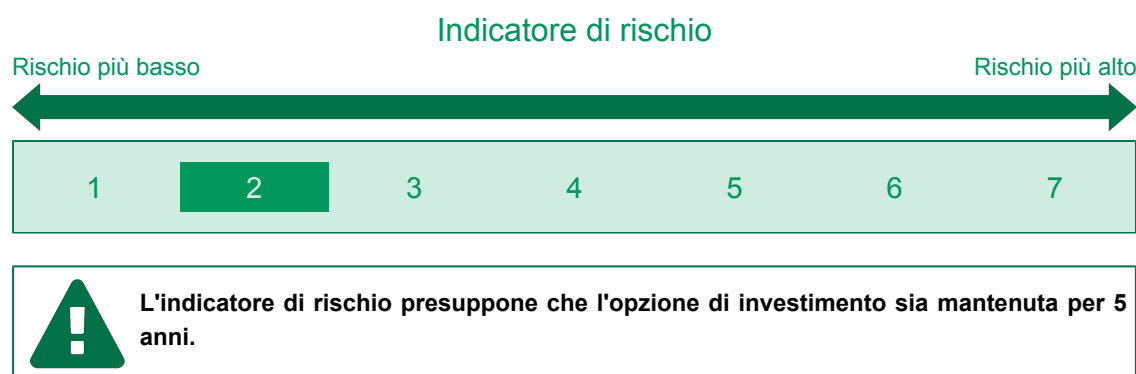 Indicatore di rischio
Rischio più basso Rischio più alto
1 2 3 4 5 6 7
L'indicatore di rischio presuppone che l'opzione di investimento sia mantenuta per 5
anni.